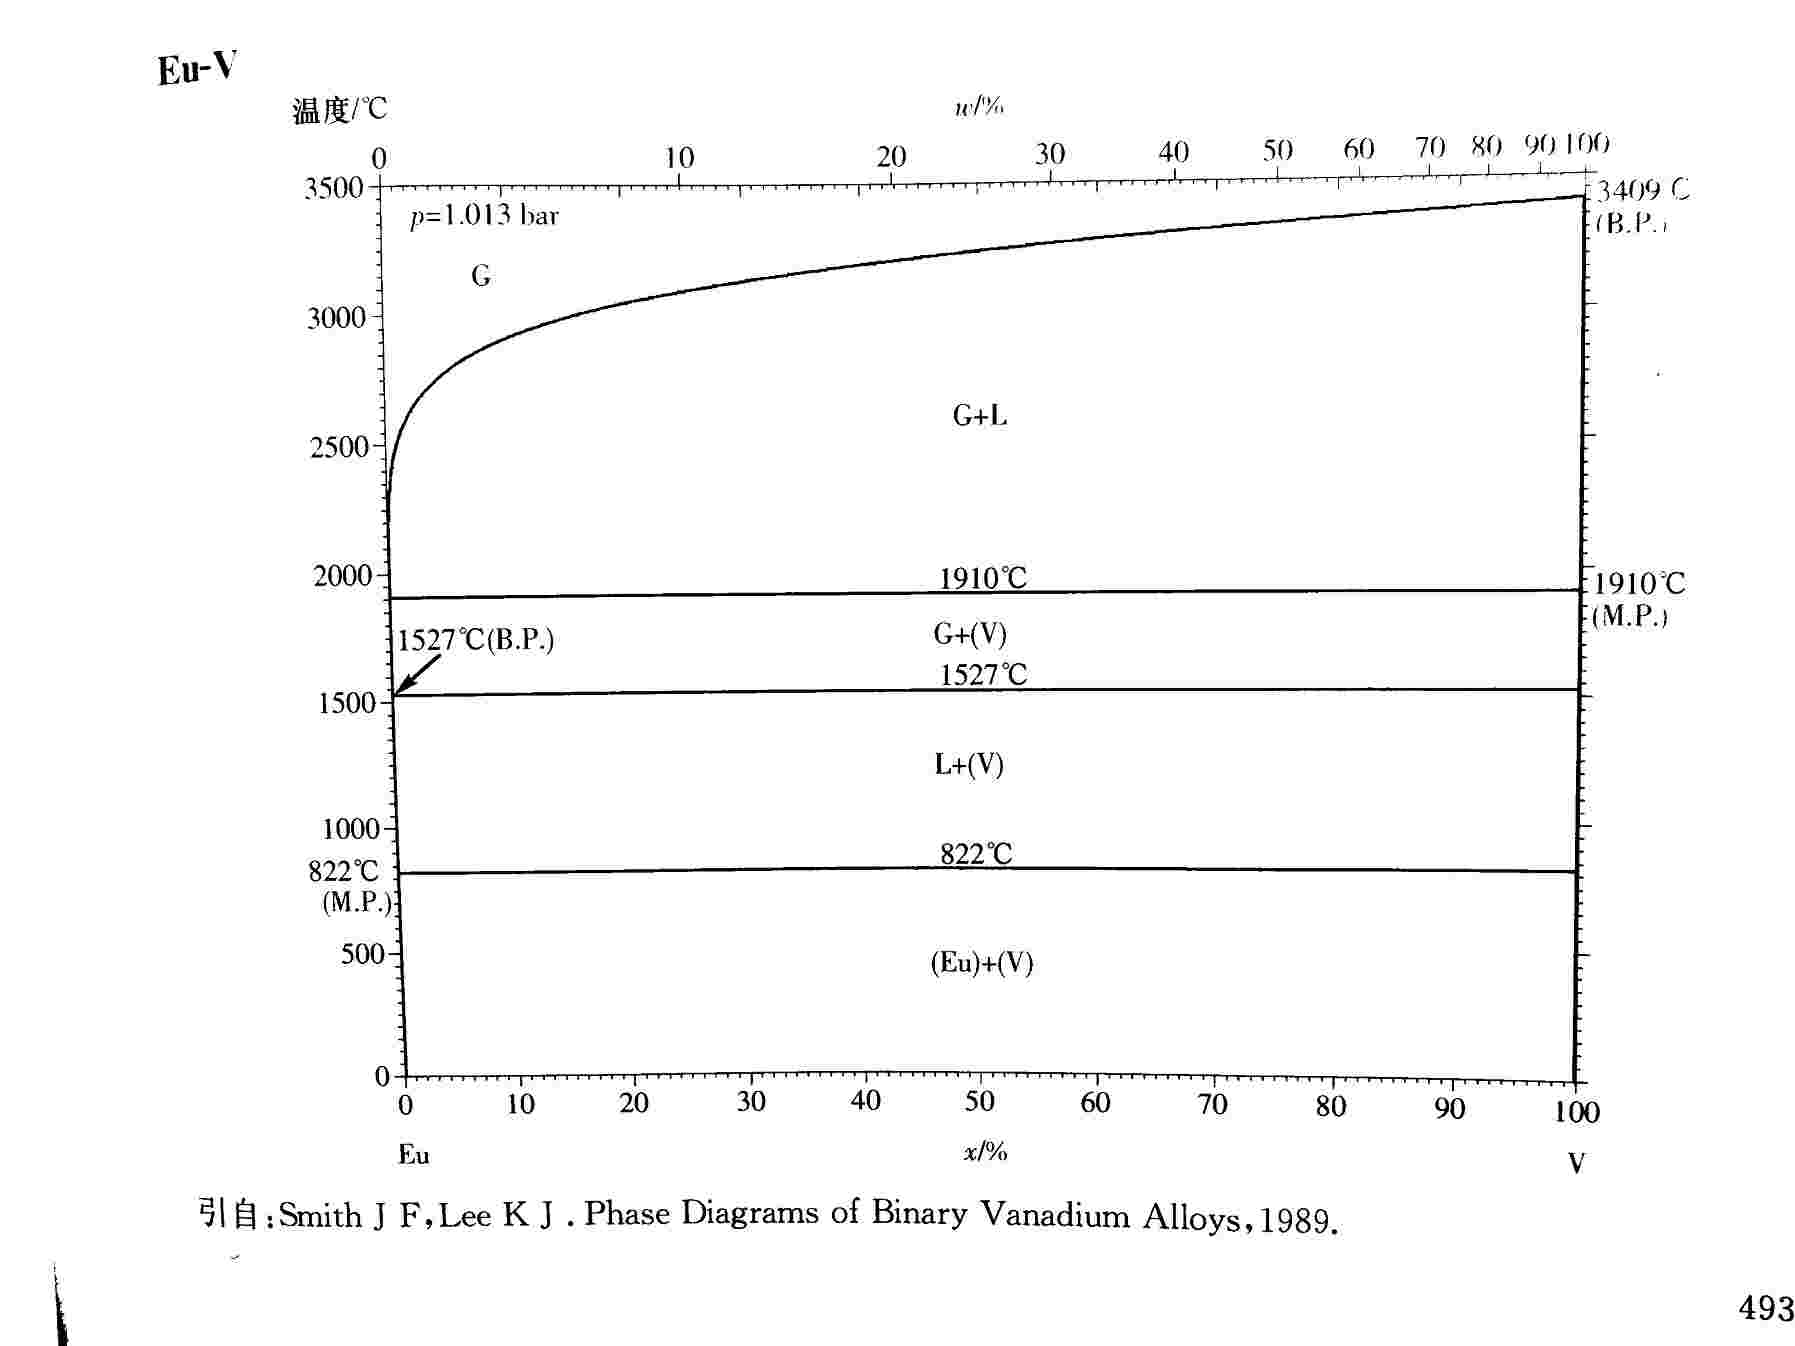 Eu-V
温度/℃
w/%
0 10 20 30 40 50 60 70 80 90 100
3500
3409 C
(B.P.)
p=1.013 bar
G
3000
G+L
2500
2000
1910℃
1910℃
(M.P.)
1527℃(B.P.)
G+(V)
1527℃
1500
L+(V)
1000
822℃
822℃
(M.P.)
500
(Eu)+(V)
0
0 10 20 30 40 50 60 70 80 90 100
Eu
x/%
V
引自:Smith J F,Lee K J . Phase Diagrams of Binary Vanadium Alloys,1989.
493